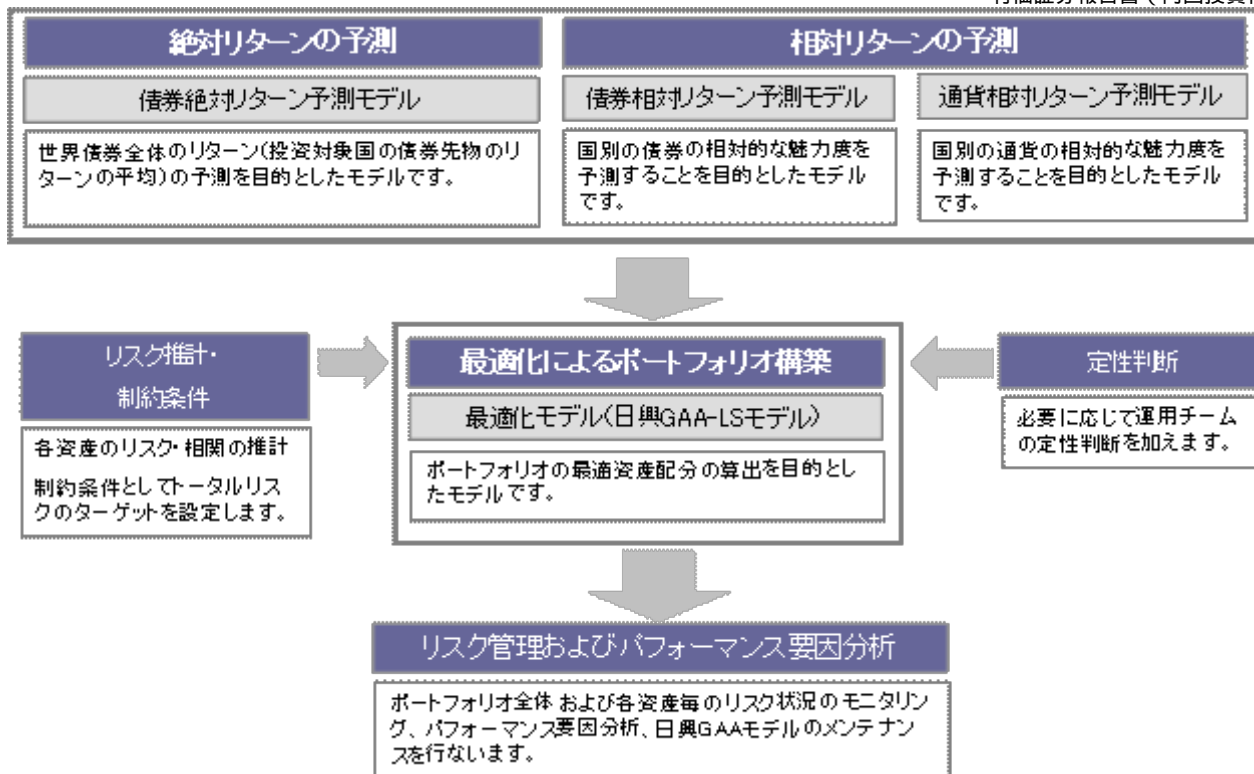 絶対リターンの予測
相対リターンの予測
債券絶対リターン予測モデル
債券相対リターン予測モデル
通貨相対リターン予測モデル
世界債券全体のリターン(投資対象国の債券先物のリ
ターンの平均)の予測を目的としたモデルです。
国別の債券の相対的な魅力度を
予測することを目的としたモデル
です。
国別の通貨の相対的な魅力度を
予測することを目的としたモデル
です。
リスク推計・
制約条件
各資産のリスク・相関の推計
制約条件としてトータルリス
クのターゲットを設定します。
最適化によるポートフォリオ構築
最適化モデル(日興GAA-LSモデル)
ポートフォリオの最適資産配分の算出を目的とし
たモデルです。
定性判断
必要に応じて運用チーム
の定性判断を加えます。
リスク管理およびパフォーマンス要因分析
ポートフォリオ全体および各資産毎のリスク状況のモニタリン
グ、パフォーマンス要因分析、日興GAAモデルのメンテナン
スを行ないます。